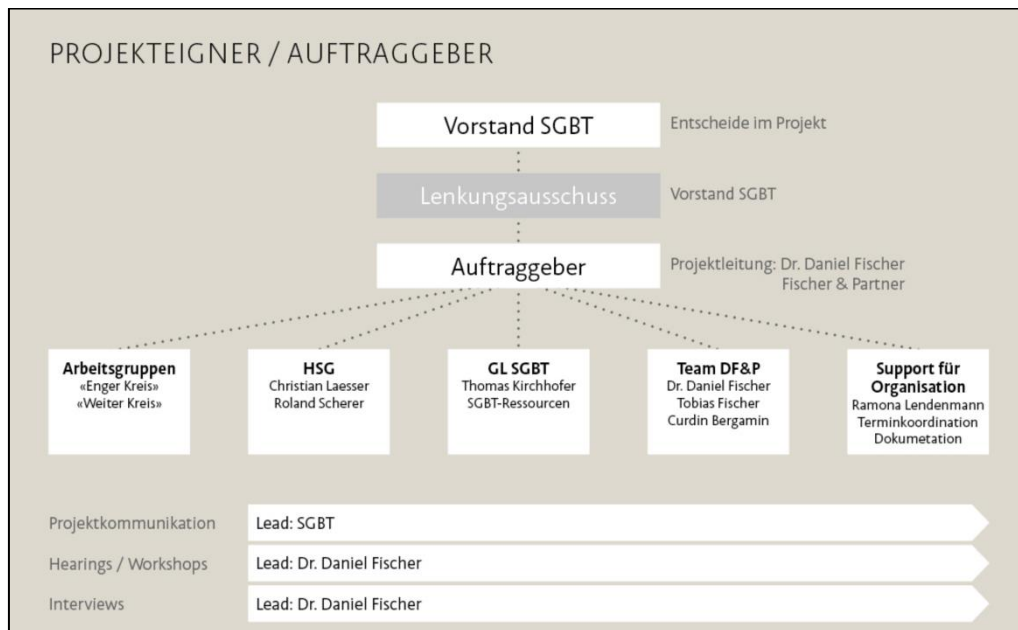 PROJEKTEIGNER / AUFTRAGGEBER
Vorstand SGBT
Entscheide im Projekt
Lenkungsausschuss
Vorstand SGBT
Auftraggeber
Projektleitung: Dr. Daniel Fischer
Fischer & Partner
Arbeitsgruppen
«Enger Kreis»
«Weiter Kreis»
HSG
Christian Laesser
Roland Scherer
GL SGBT
Thomas Kirchhofer
SGBT-Ressourcen
Team DF&P
Dr. Daniel Fischer
Tobias Fischer
Curdin Bergamin
Support für
Organisation
Ramona Lendenmann
Terminkoordination
Dokumetation
Projektkommunikation
Lead: SGBT
Hearings / Workshops
Lead: Dr. Daniel Fischer
Interviews
Lead: Dr. Daniel Fischer